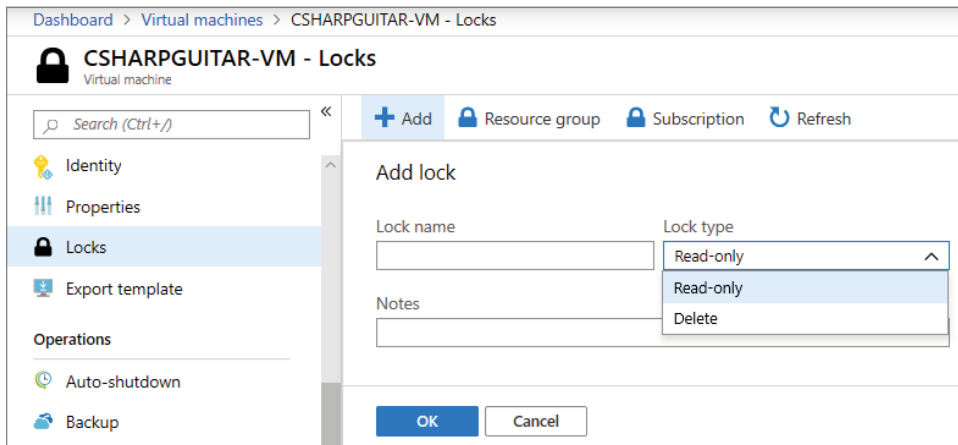 Dashboard > Virtual machines > CSHARPGUITAR-VM - Locks
CSHARPGUITAR-VM - Locks
Virtual machine
Search (Ctrl+/)
«
Identity
Properties
Locks
Export template
Operations
Auto-shutdown
Backup
Add Resource group Subscription Refresh
Add lock
Lock name Lock type
Read-only
Read-only
Delete
Notes
OK Cancel